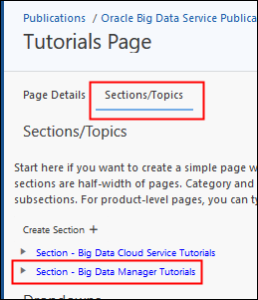 Publications / Oracle Big Data Service Publica
Tutorials Page
Page Details Sections/Topics
Sections/Topics
Start here if you want to create a simple page w
sections are half-width of pages. Category and
subsections. For product-level pages, you can ty
Create Section +
Section - Big Data Cloud Service Tutorials
Section - Big Data Manager Tutorials
Dropdowns